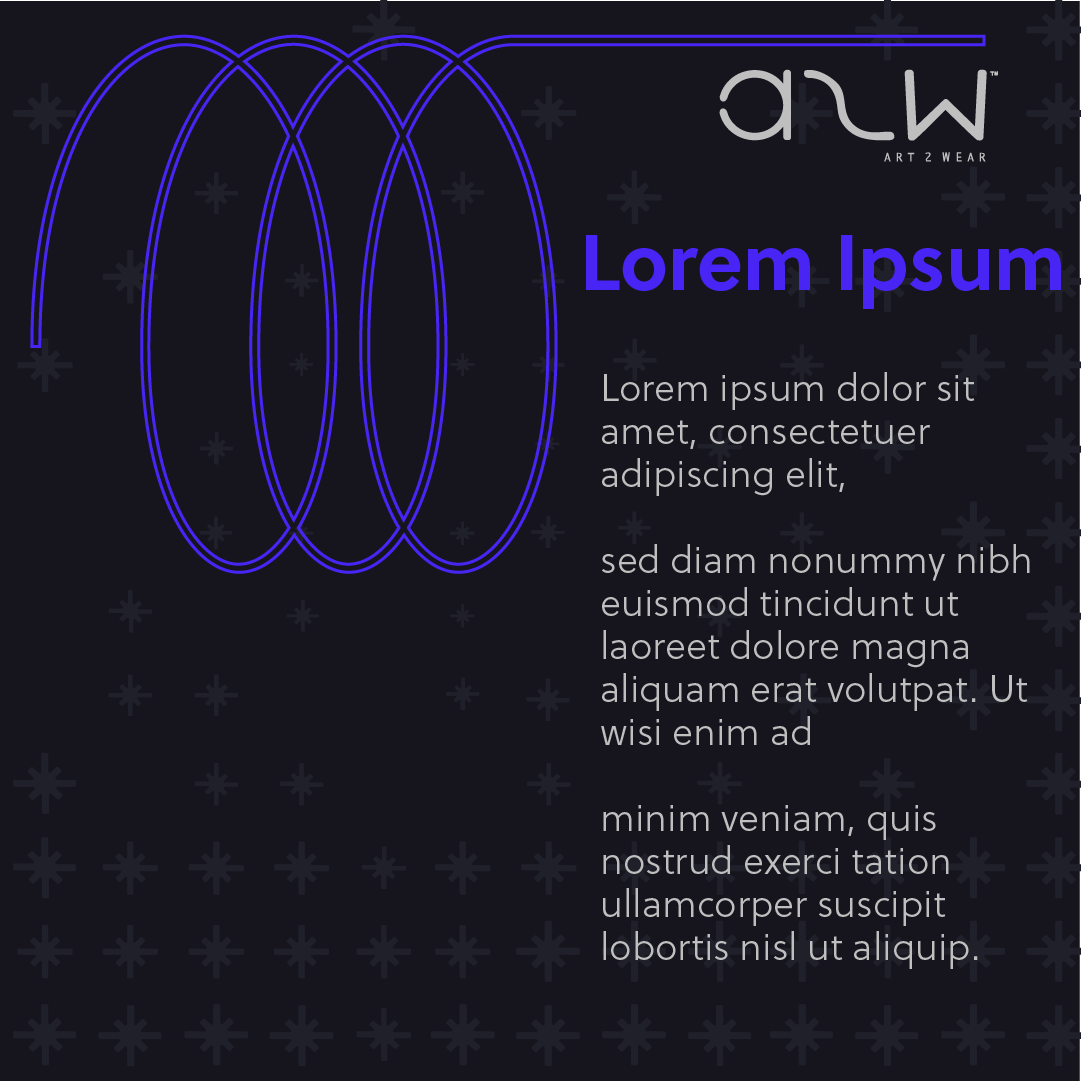 a2w™
ART 2 WEAR
Lorem Ipsum
Lorem ipsum dolor sit
amet, consectetuer
adipiscing elit,
sed diam nonummy nibh
euismod tincidunt ut
laoreet dolore magna
aliquam erat volutpat. Ut
wisi enim ad
minim veniam, quis
nostrud exerci tation
ullamcorper suscipit
lobortis nisl ut aliquip.